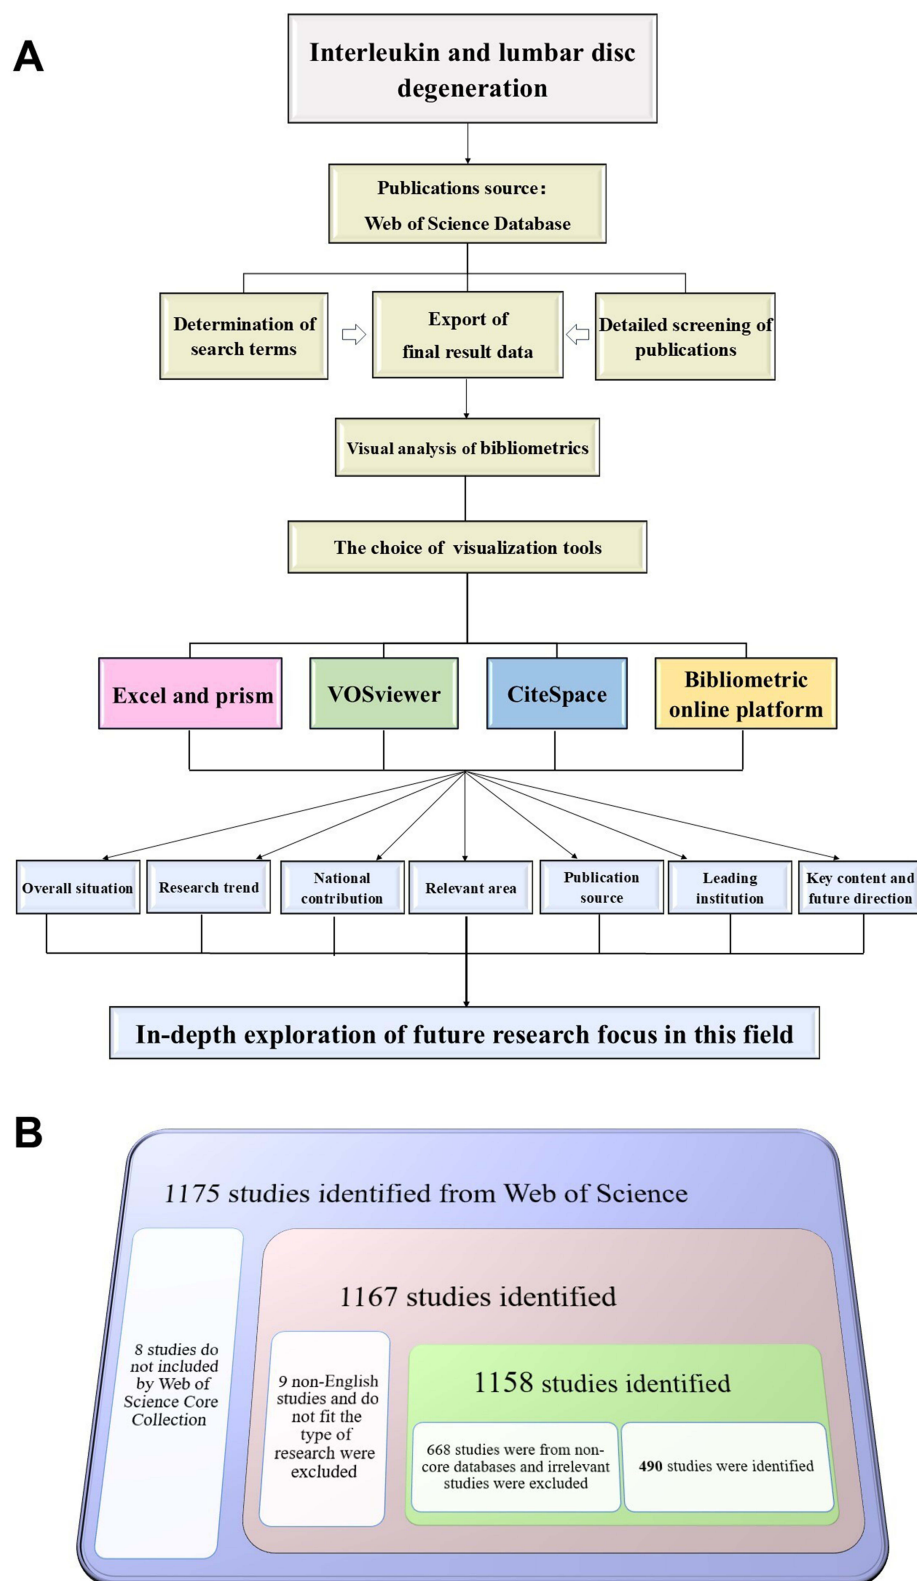 A
Interleukin and lumbar disc
degeneration
Publications source:
Web of Science Database
Determination of
search terms
Export of
final result data
Detailed screening of
publications
Visual analysis of bibliometrics
The choice of visualization tools
Excel and prism
VOSviewer
CiteSpace
Bibliometric
online platform
Overall situation
Research trend
National
contribution
Relevant area
Publication
source
Leading
institution
Key content and
future direction
In-depth exploration of future research focus in this field
B
1175 studies identified from Web of Science
8 studies do
not included
by Web of
Science Core
Collection
1167 studies identified
9 non-English
studies and do
not fit the
type of
research were
excluded
1158 studies identified
668 studies were from non-
core databases and irrelevant
studies were excluded
490 studies were identified